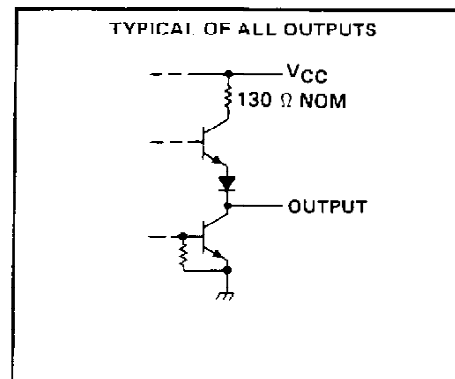 TYPICAL OF ALL OUTPUTS
VCC
130 Ω NOM
OUTPUT